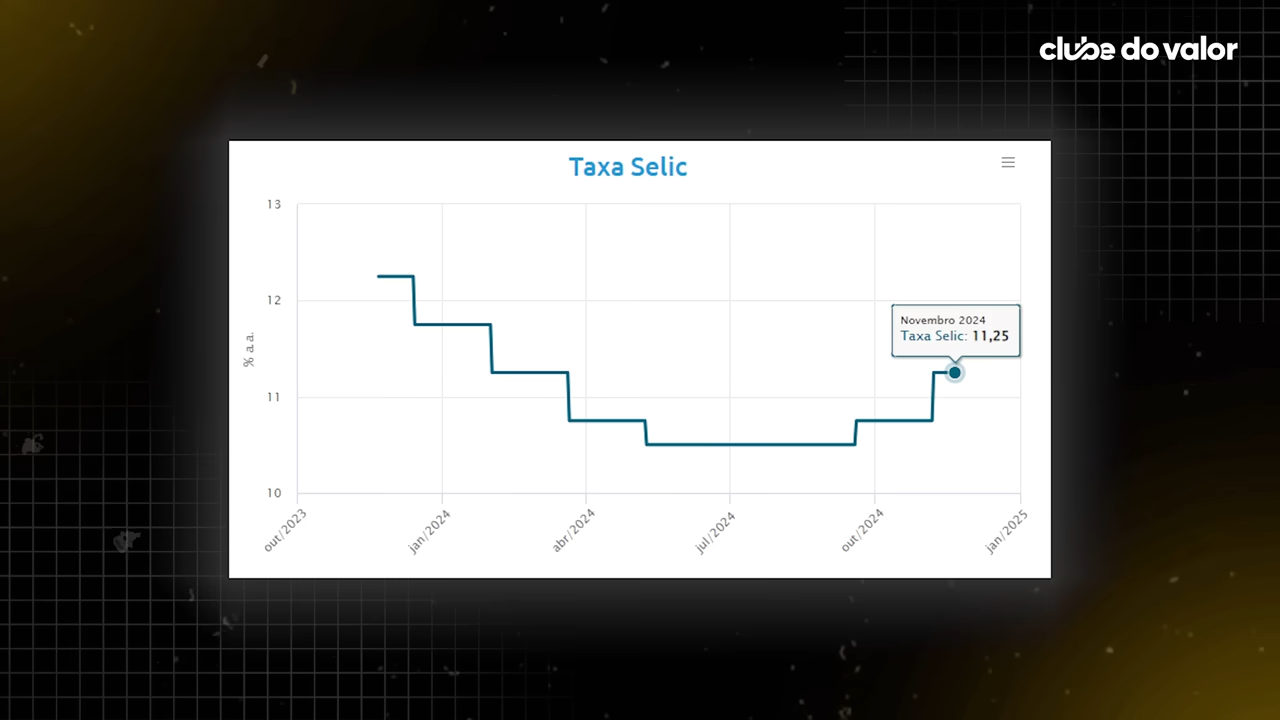 clube do valor
Taxa Selic
13
12
11
10
% a.a.
Novembro 2024
Taxa Selic: 11,25
out/2023
jan/2024
abr/2024
jul/2024
out/2024
jan/2025